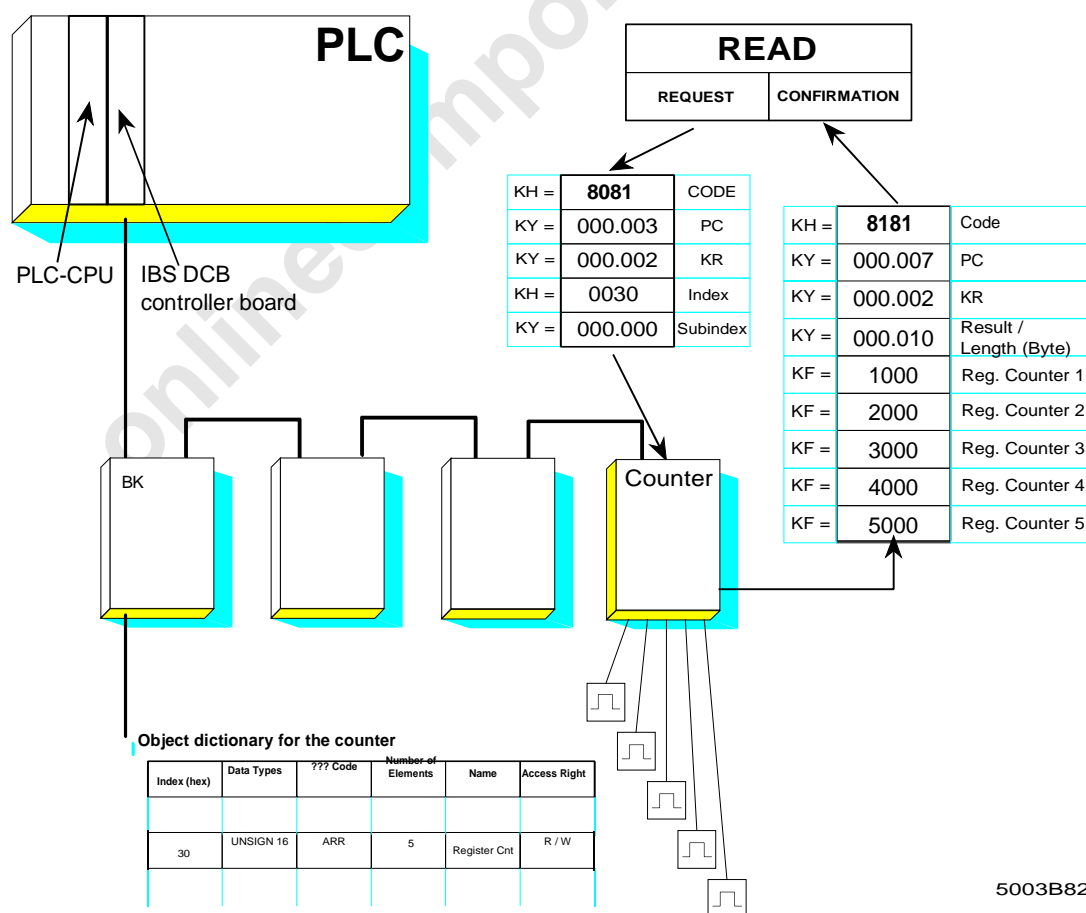 PLC
READ
REQUEST CONFIRMATION
PLC-CPU
IBS DCB
controller board
KH = 8081 CODE
KY = 000.003 PC
KY = 000.002 KR
KH = 0030 Index
KY = 000.000 Subindex
KH = 8181 Code
KY = 000.007 PC
KY = 000.002 KR
KY = 000.010 Result /
Length (Byte)
KF = 1000 Reg. Counter 1
KF = 2000 Reg. Counter 2
KF = 3000 Reg. Counter 3
KF = 4000 Reg. Counter 4
KF = 5000 Reg. Counter 5
BK
Counter
Object dictionary for the counter
Index (hex) Data Types ??? Code Number of Elements Name Access Right
30 UNSIGN 16 ARR 5 Register Cnt R / W
5003B82